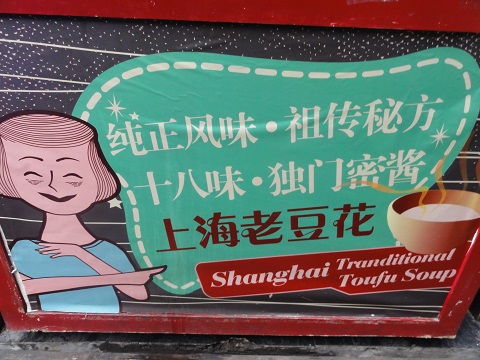 纯正风味·祖传秘方
十八味·独门密酱
上海老豆花
Shanghai Tranditional
Toufu Soup